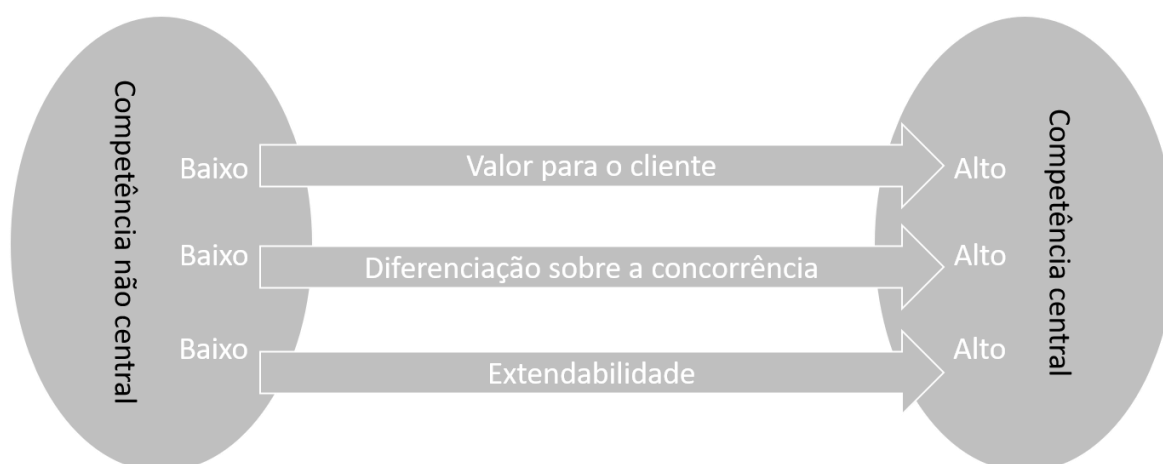 Competência não central
Baixo
Valor para o cliente
Alto
Baixo
Diferenciação sobre a concorrência
Alto
Baixo
Extendabilidade
Alto
Competência central